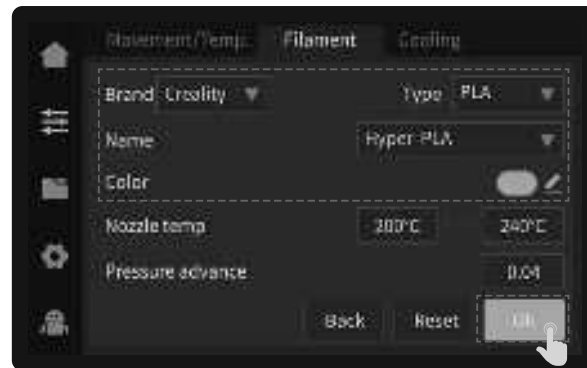 Movement/Temp. Filament Cooling
Brand Creality Type PLA
Name Hyper PLA
Color
Nozzle temp 200°C 240°C
Pressure advance 0.04
Back Reset OK